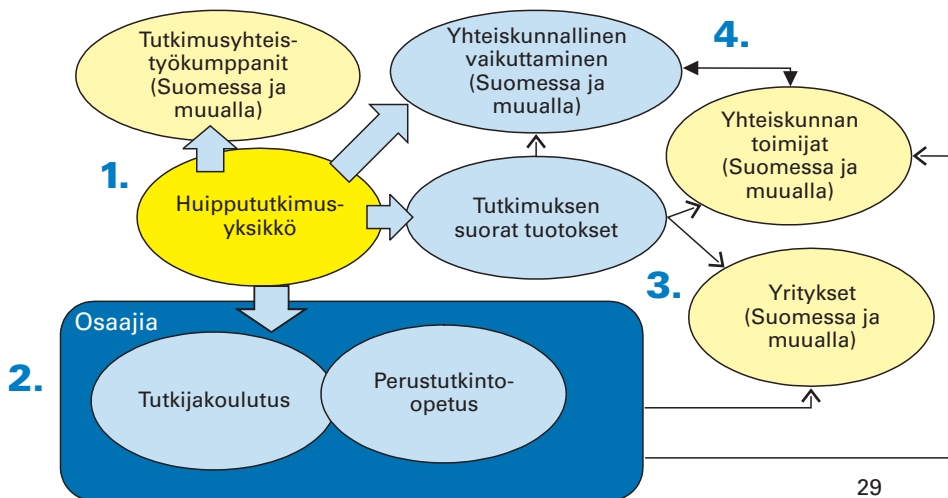 Tutkimusyhteis-
työkumppanit
(Suomessa ja
muualla)
Yhteiskunnallinen
vaikuttaminen
(Suomessa ja
muualla)
4.
Yhteiskunnan
toimijat
(Suomessa ja
muualla)
1.
Huippututkimus-
yksikkö
Tutkimuksen
suorat tuotokset
3.
Yritykset
(Suomessa ja
muualla)
Osaajia
2.
Tutkijakoulutus
Perustutkinto-
opetus
29